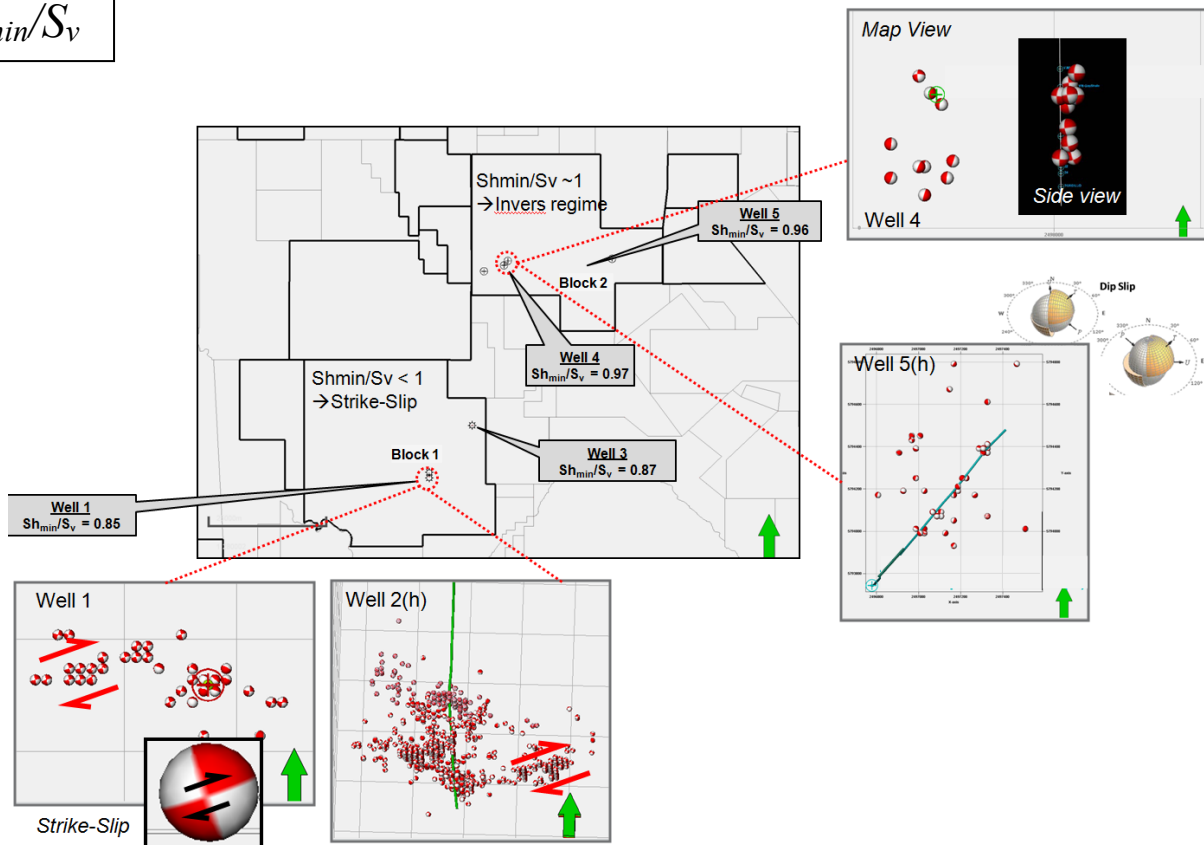 min/Sv
Map View
Side view
Well 4
Shmin/Sv ~1
→Invers regime
Well 5
Shmin/Sv = 0.96
Block 2
Well 4
Shmin/Sv = 0.97
Shmin/Sv < 1
→Strike-Slip
Block 1
Well 3
Shmin/Sv = 0.87
Well 1
Shmin/Sv = 0.85
Dip Slip
N
W
E
N
P
T
U
E
Well 5(h)
Well 1
Strike-Slip
Well 2(h)